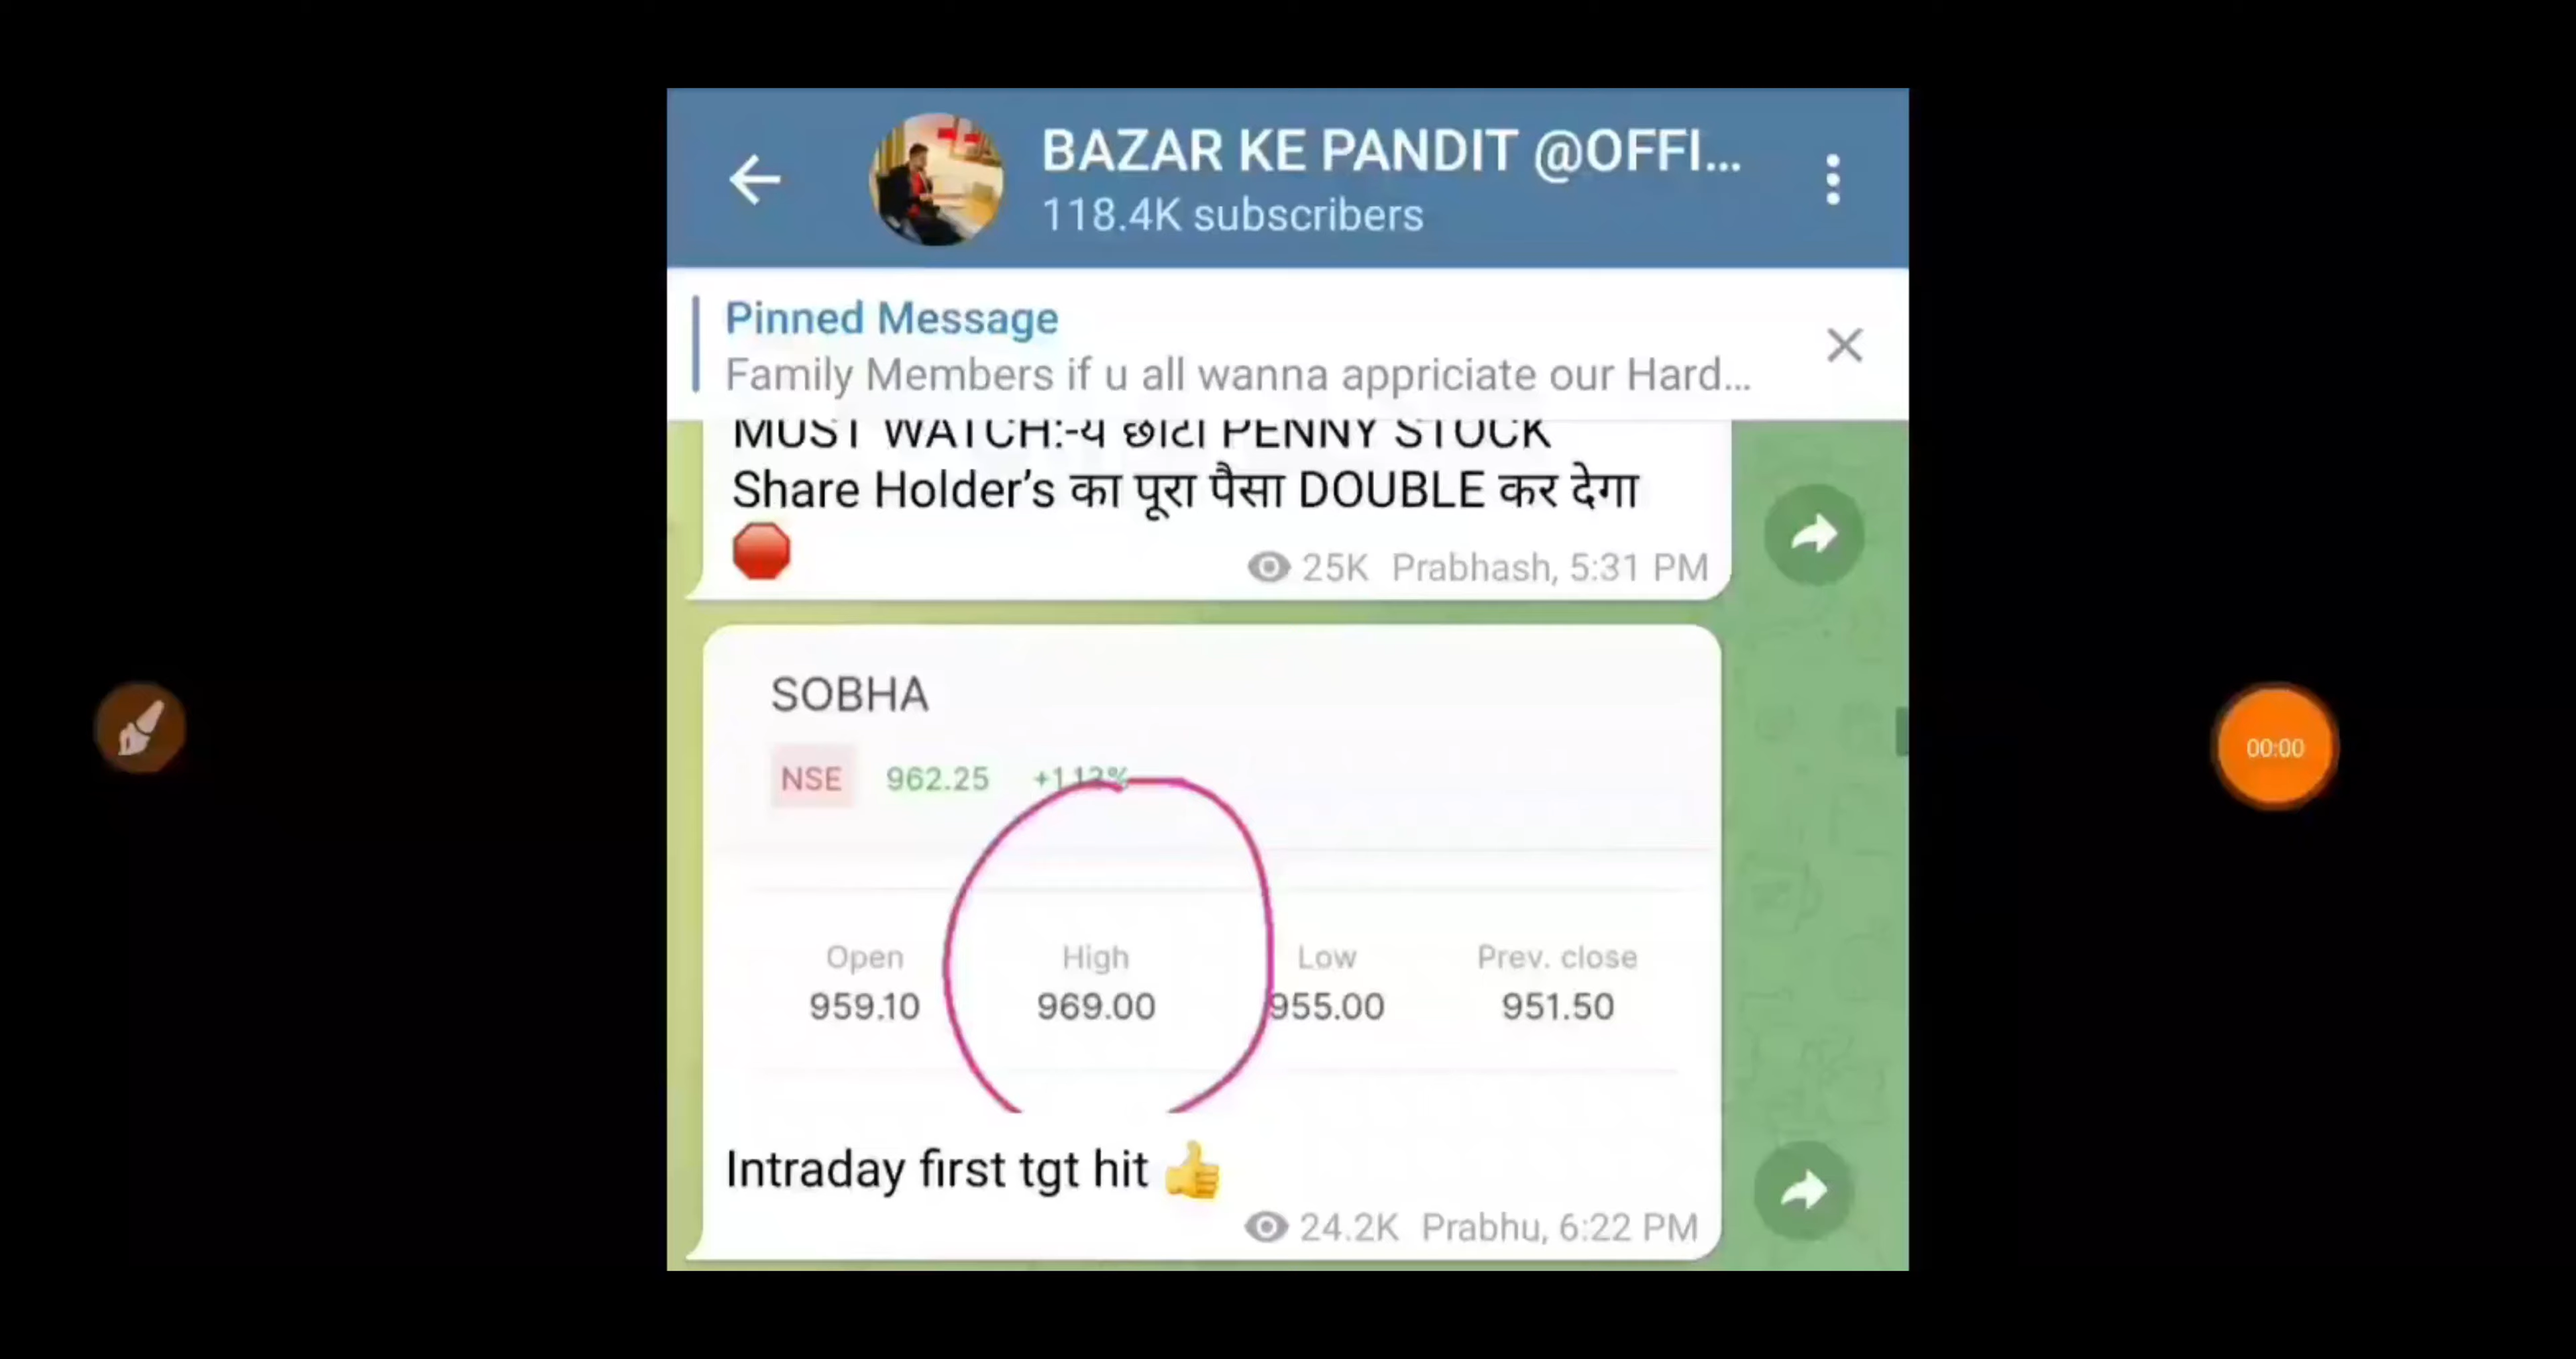 BAZAR KE PANDIT @OFFI...
118.4K subscribers
Pinned Message
Family Members if u all wanna appriciate our Hard...
MUST WATCH:-ये छोटा PENNY STOCK
Share Holder's का पूरा पैसा DOUBLE कर देगा
25K Prabhash, 5:31 PM
SOBHA
NSE 962.25 +1.13%
Open High Low Prev. close
959.10 969.00 955.00 951.50
Intraday first tgt hit 👍
24.2K Prabhu, 6:22 PM
00:00